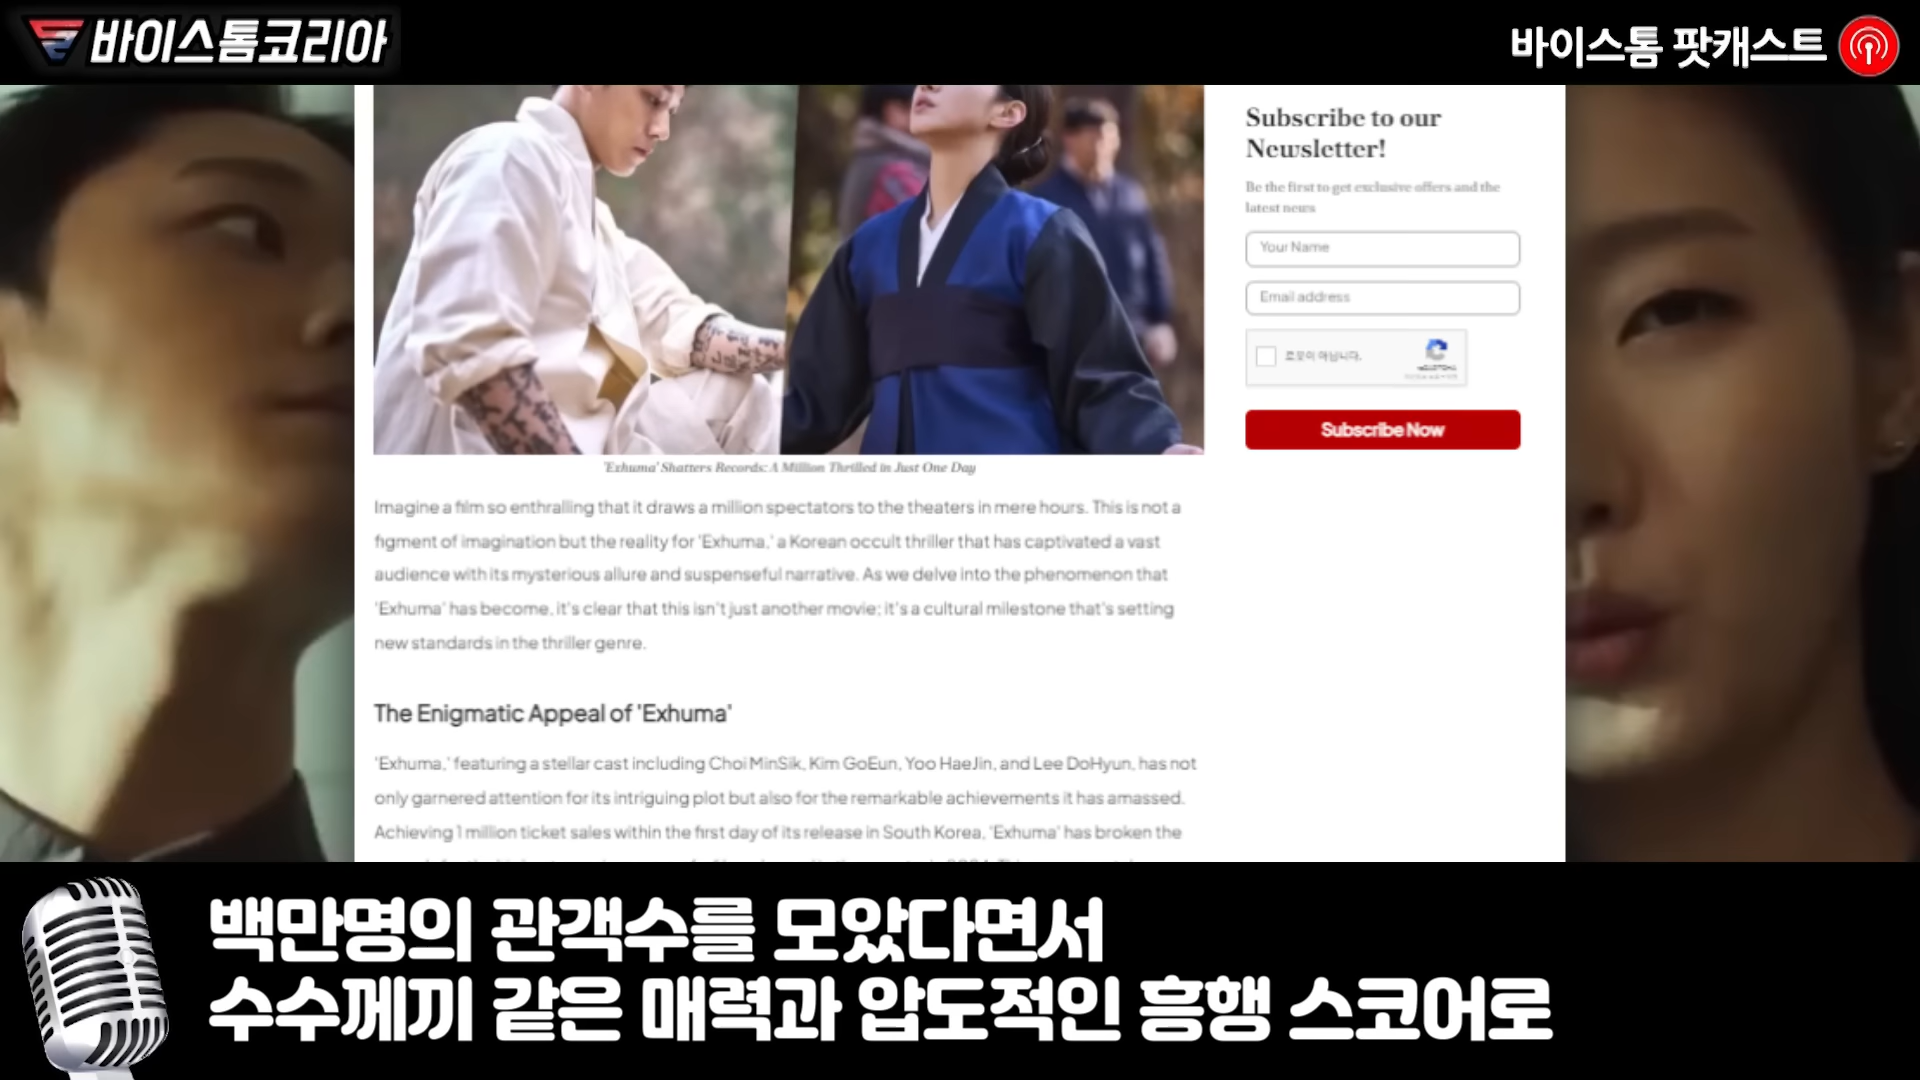 바이스톰코리아
바이스톰 팟캐스트
Subscribe to our
Newsletter!
Be the first to get exclusive offers and the
latest news
Your Name
Email address
로봇이 아닙니다.
Subscribe Now
'Exhuma' Shatters Records: A Million Thrilled in Just One Day
Imagine a film so enthralling that it draws a million spectators to the theaters in mere hours. This is not a
figment of imagination but the reality for 'Exhuma,' a Korean occult thriller that has captivated a vast
audience with its mysterious allure and suspenseful narrative. As we delve into the phenomenon that
'Exhuma' has become, it's clear that this isn't just another movie; it's a cultural milestone that's setting
new standards in the thriller genre.
The Enigmatic Appeal of 'Exhuma'
'Exhuma,' featuring a stellar cast including Choi MinSik, Kim GoEun, Yoo HaeJin, and Lee DoHyun, has not
only garnered attention for its intriguing plot but also for the remarkable achievements it has amassed.
Achieving 1 million ticket sales within the first day of its release in South Korea, 'Exhuma' has broken the
백만명의 관객수를 모았다면서
수수께끼 같은 매력과 압도적인 흥행 스코어로